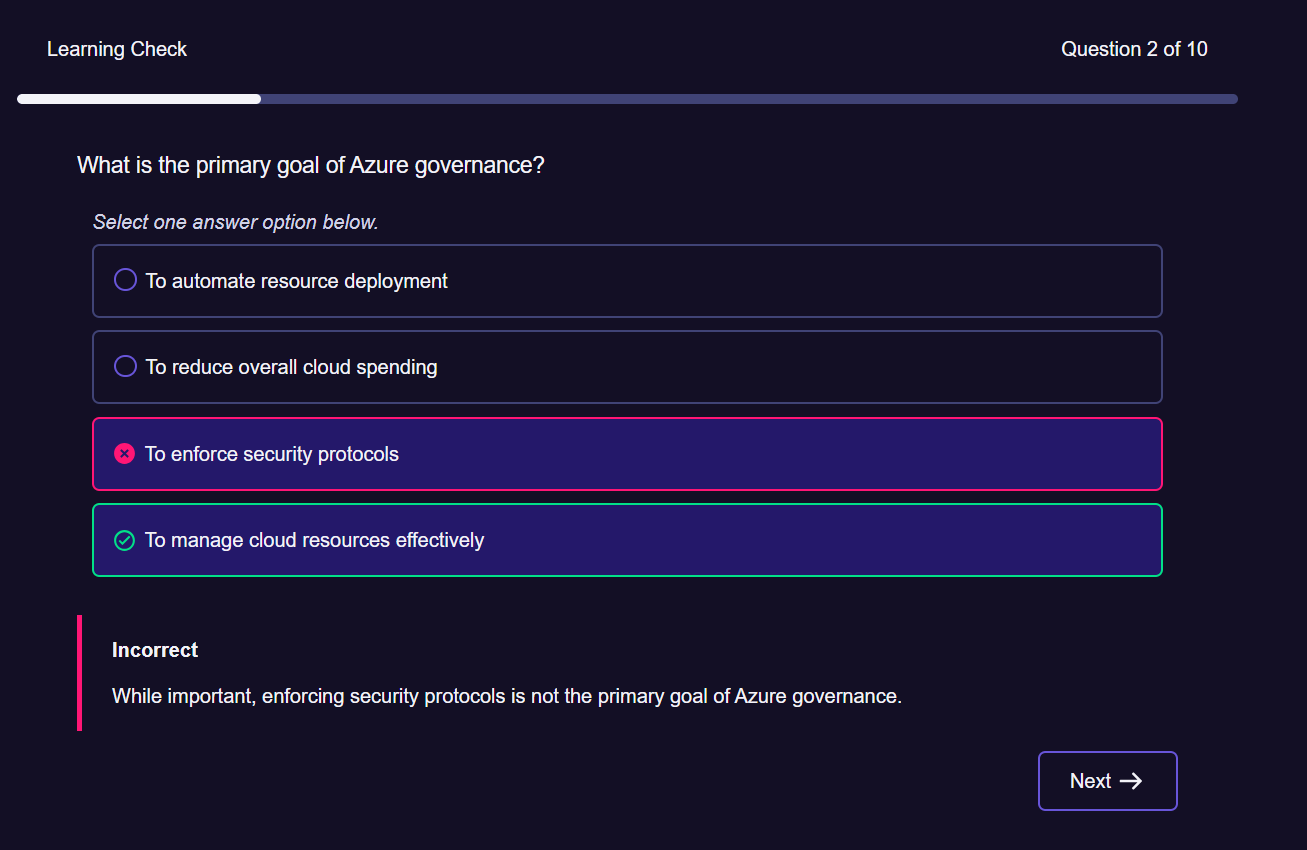 Learning Check
Question 2 of 10
What is the primary goal of Azure governance?
Select one answer option below.
To automate resource deployment
To reduce overall cloud spending
To enforce security protocols
To manage cloud resources effectively
Incorrect
While important, enforcing security protocols is not the primary goal of Azure governance.
Next